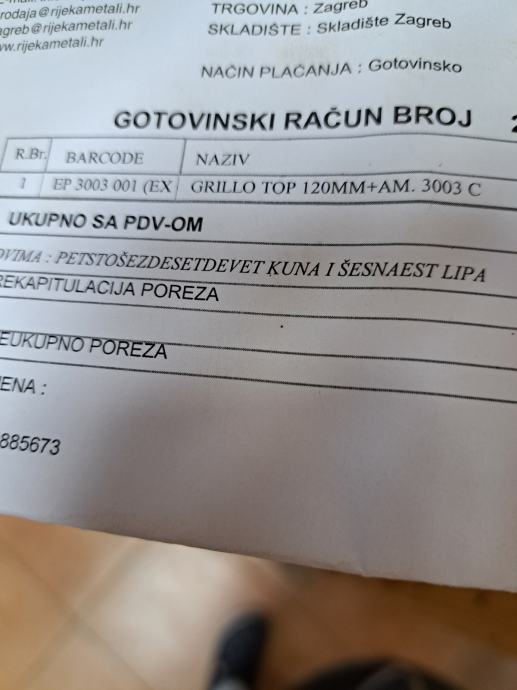 rodaja@rijekametali.hr
agreb@rijekametali.hr
ww.rijekametali.hr
TRGOVINA : Zagreb
SKLADIŠTE : Skladište Zagreb
NAČIN PLAĆANJA : Gotovinsko
GOTOVINSKI RAČUN BROJ
R.Br. BARCODE NAZIV
1 EP 3003 001 (EX GRILLO TOP 120MM+AM. 3003 C
UKUPNO SA PDV-OM
OVIMA : PETSTOŠEZDESETDEVET KUNA I ŠESNAEST LIPA
REKAPITULACIJA POREZA
EUKUPNO POREZA
ENA :
885673